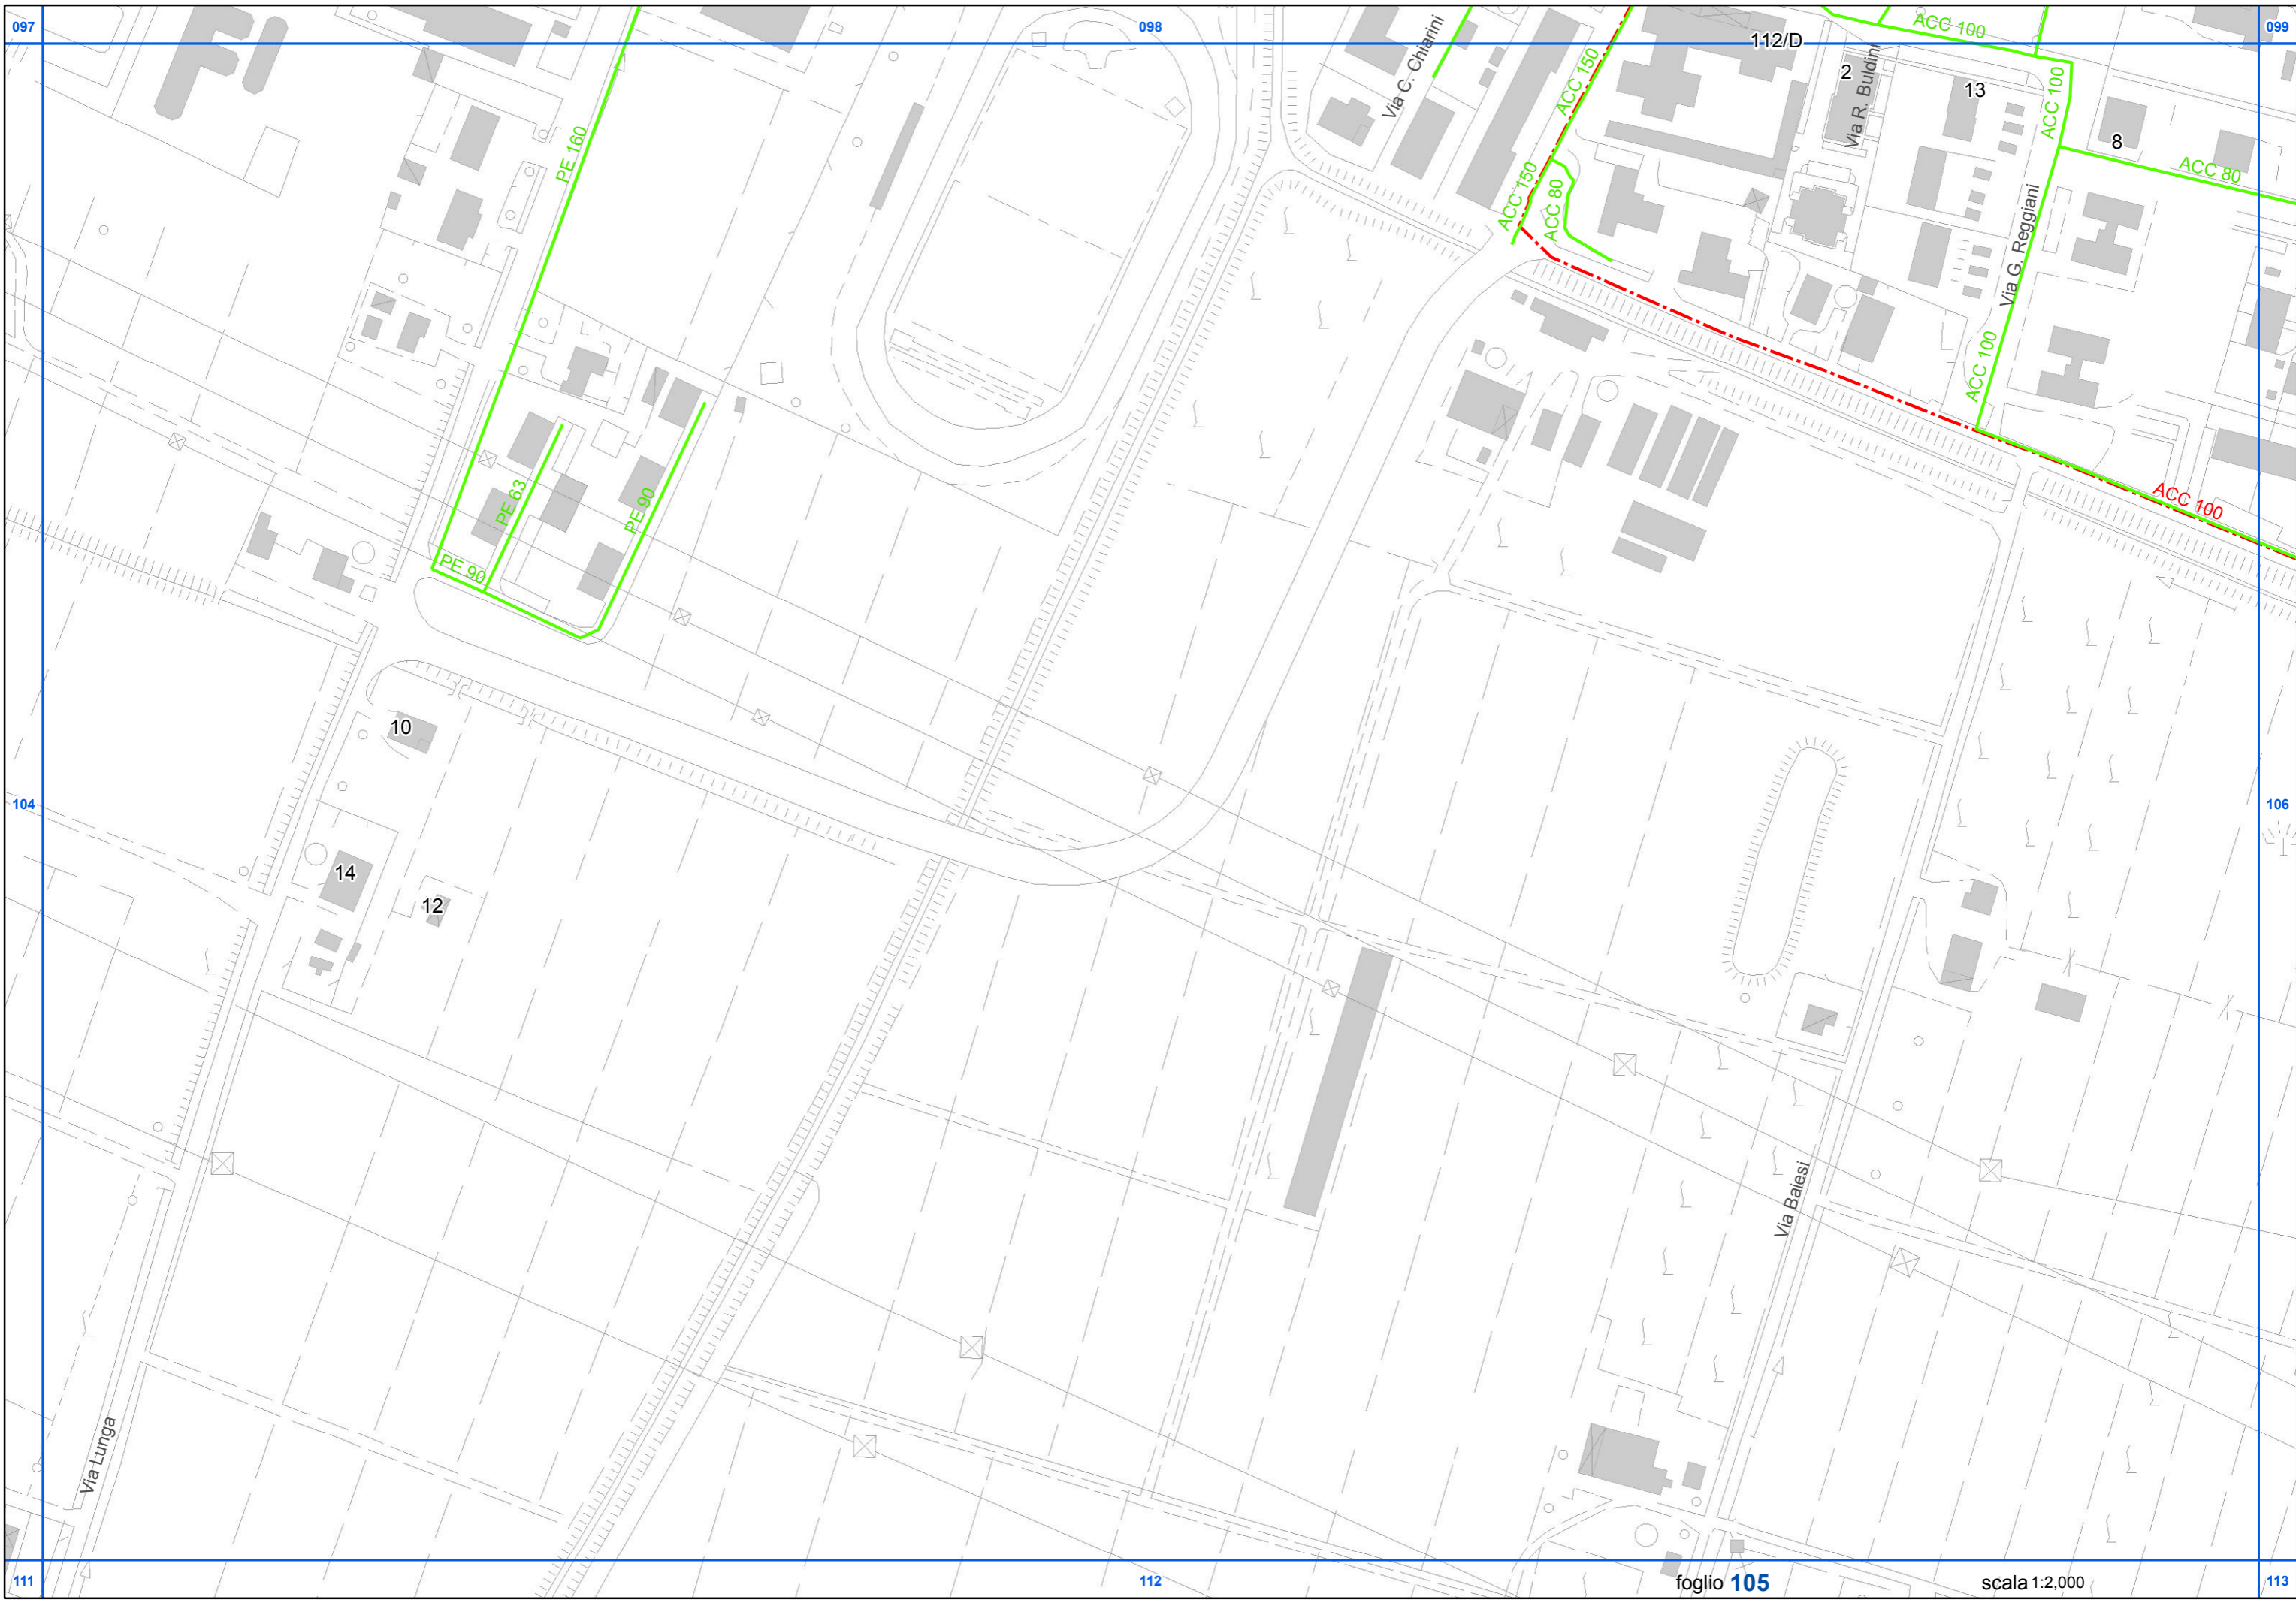 097
098
099
112/D
ACC 100
Via C. Chiarini
ACC 150
2
Via R. Buldini
13
ACC 100
8
ACC 80
PE 160
ACC 150
ACC 80
Via G. Reggiani
ACC 100
PE 63
PE 90
ACC 100
PE 90
10
104
106
14
12
Via Baiesi
Via Lunga
111
112
foglio 105
scala 1:2,000
113